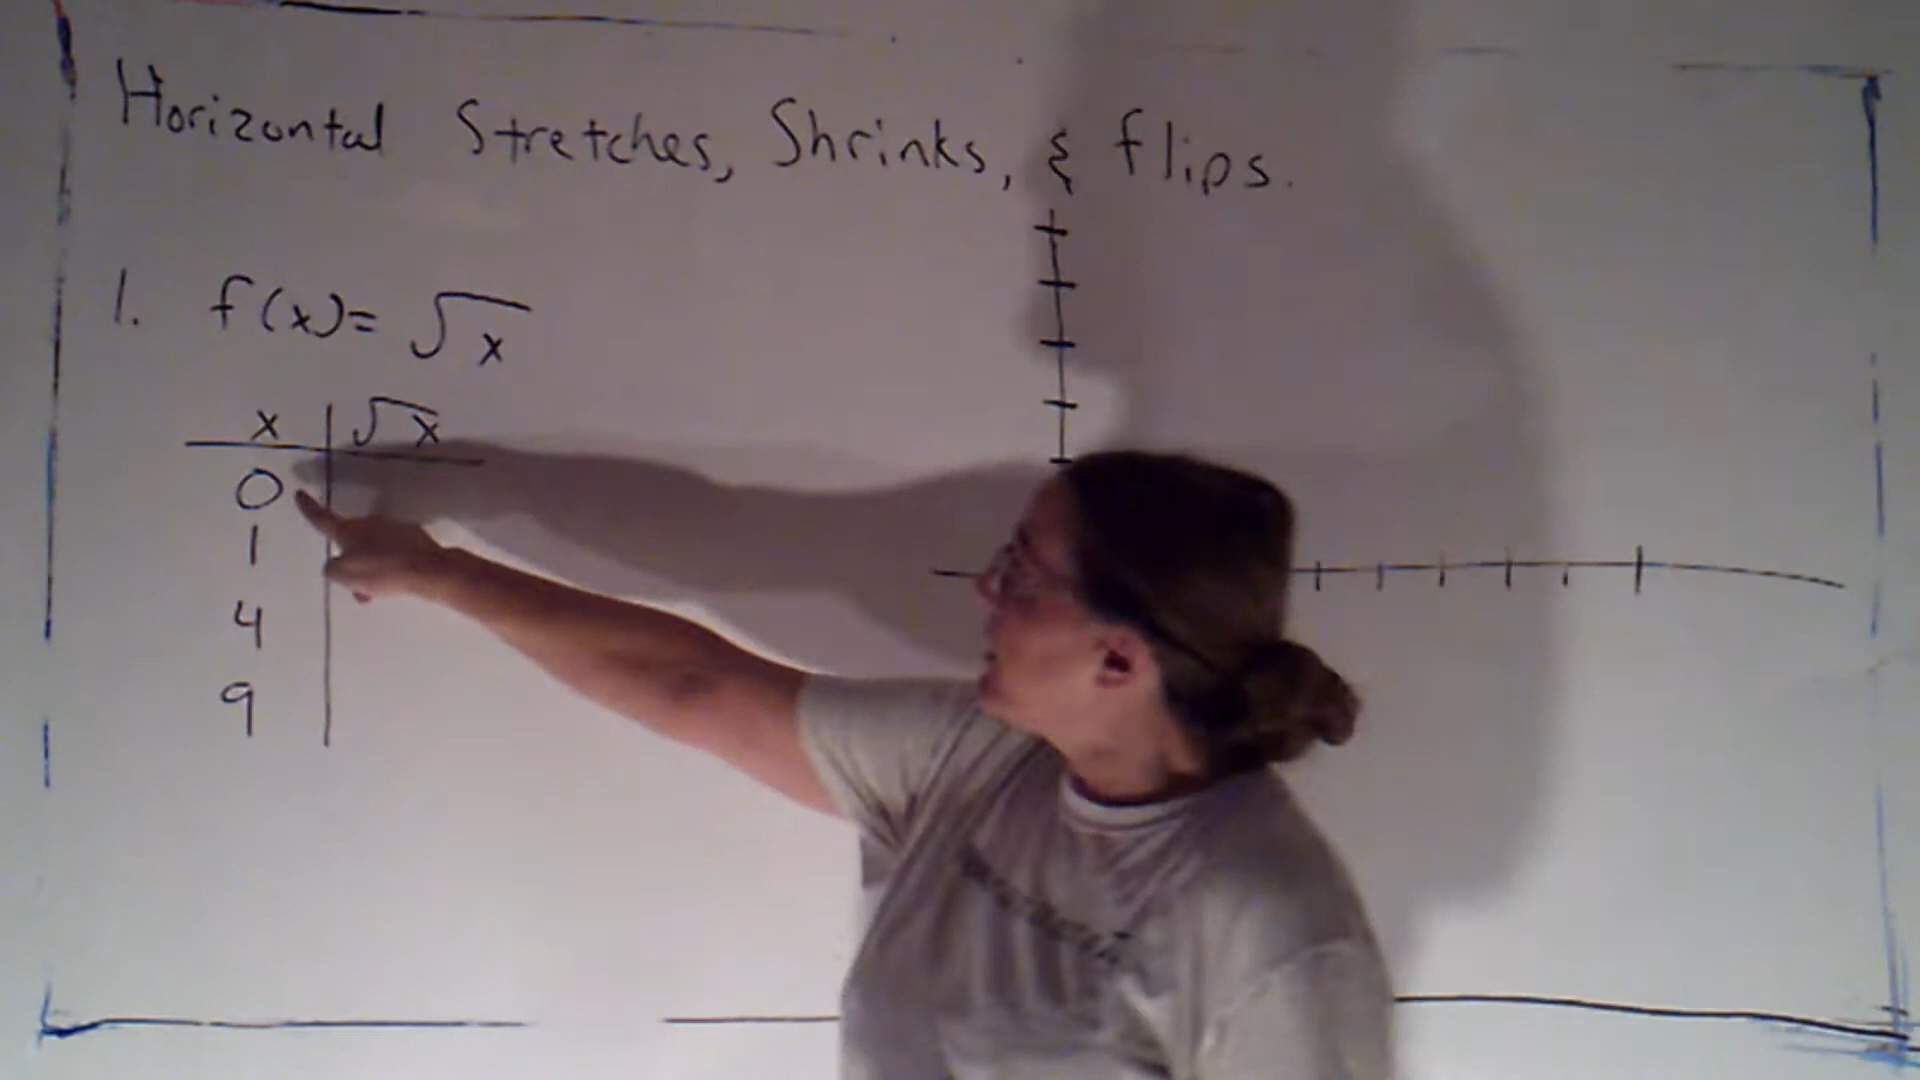 Horizontal Stretches, Shrinks, & flips.
1. f(x)= √x
x √x
0
1
4
9